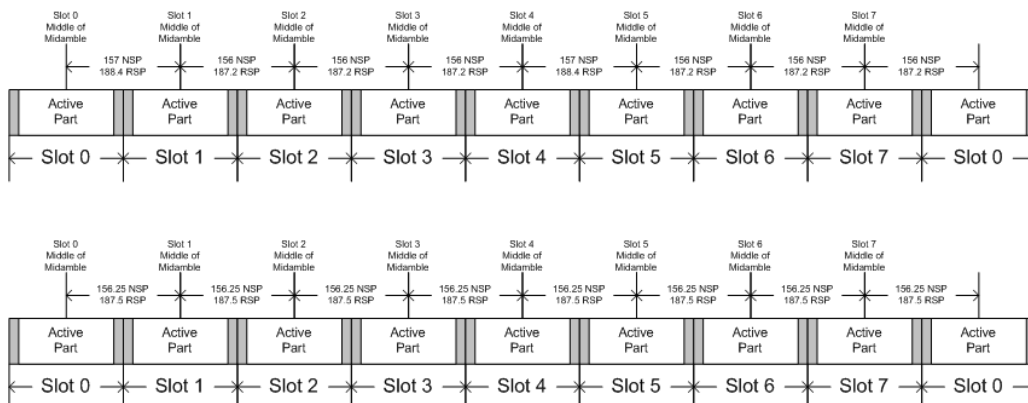 Slot 0 Slot 1 Slot 2 Slot 3 Slot 4 Slot 5 Slot 6 Slot 7
Middle of Middle of Middle of Middle of Middle of Middle of Middle of Middle of
Midamble Midamble Midamble Midamble Midamble Midamble Midamble Midamble
157 NSP 156 NSP 156 NSP 156 NSP 157 NSP 156 NSP 156 NSP 156 NSP
188.4 RSP 187.2 RSP 187.2 RSP 187.2 RSP 188.4 RSP 187.2 RSP 187.2 RSP 187.2 RSP
Active Active Active Active Active Active Active Active Active
Part Part Part Part Part Part Part Part Part
Slot 0 Slot 1 Slot 2 Slot 3 Slot 4 Slot 5 Slot 6 Slot 7 Slot 0
Slot 0 Slot 1 Slot 2 Slot 3 Slot 4 Slot 5 Slot 6 Slot 7
Middle of Middle of Middle of Middle of Middle of Middle of Middle of Middle of
Midamble Midamble Midamble Midamble Midamble Midamble Midamble Midamble
156.25 NSP 156.25 NSP 156.25 NSP 156.25 NSP 156.25 NSP 156.25 NSP 156.25 NSP 156.25 NSP
187.5 RSP 187.5 RSP 187.5 RSP 187.5 RSP 187.5 RSP 187.5 RSP 187.5 RSP 187.5 RSP
Active Active Active Active Active Active Active Active Active
Part Part Part Part Part Part Part Part Part
Slot 0 Slot 1 Slot 2 Slot 3 Slot 4 Slot 5 Slot 6 Slot 7 Slot 0